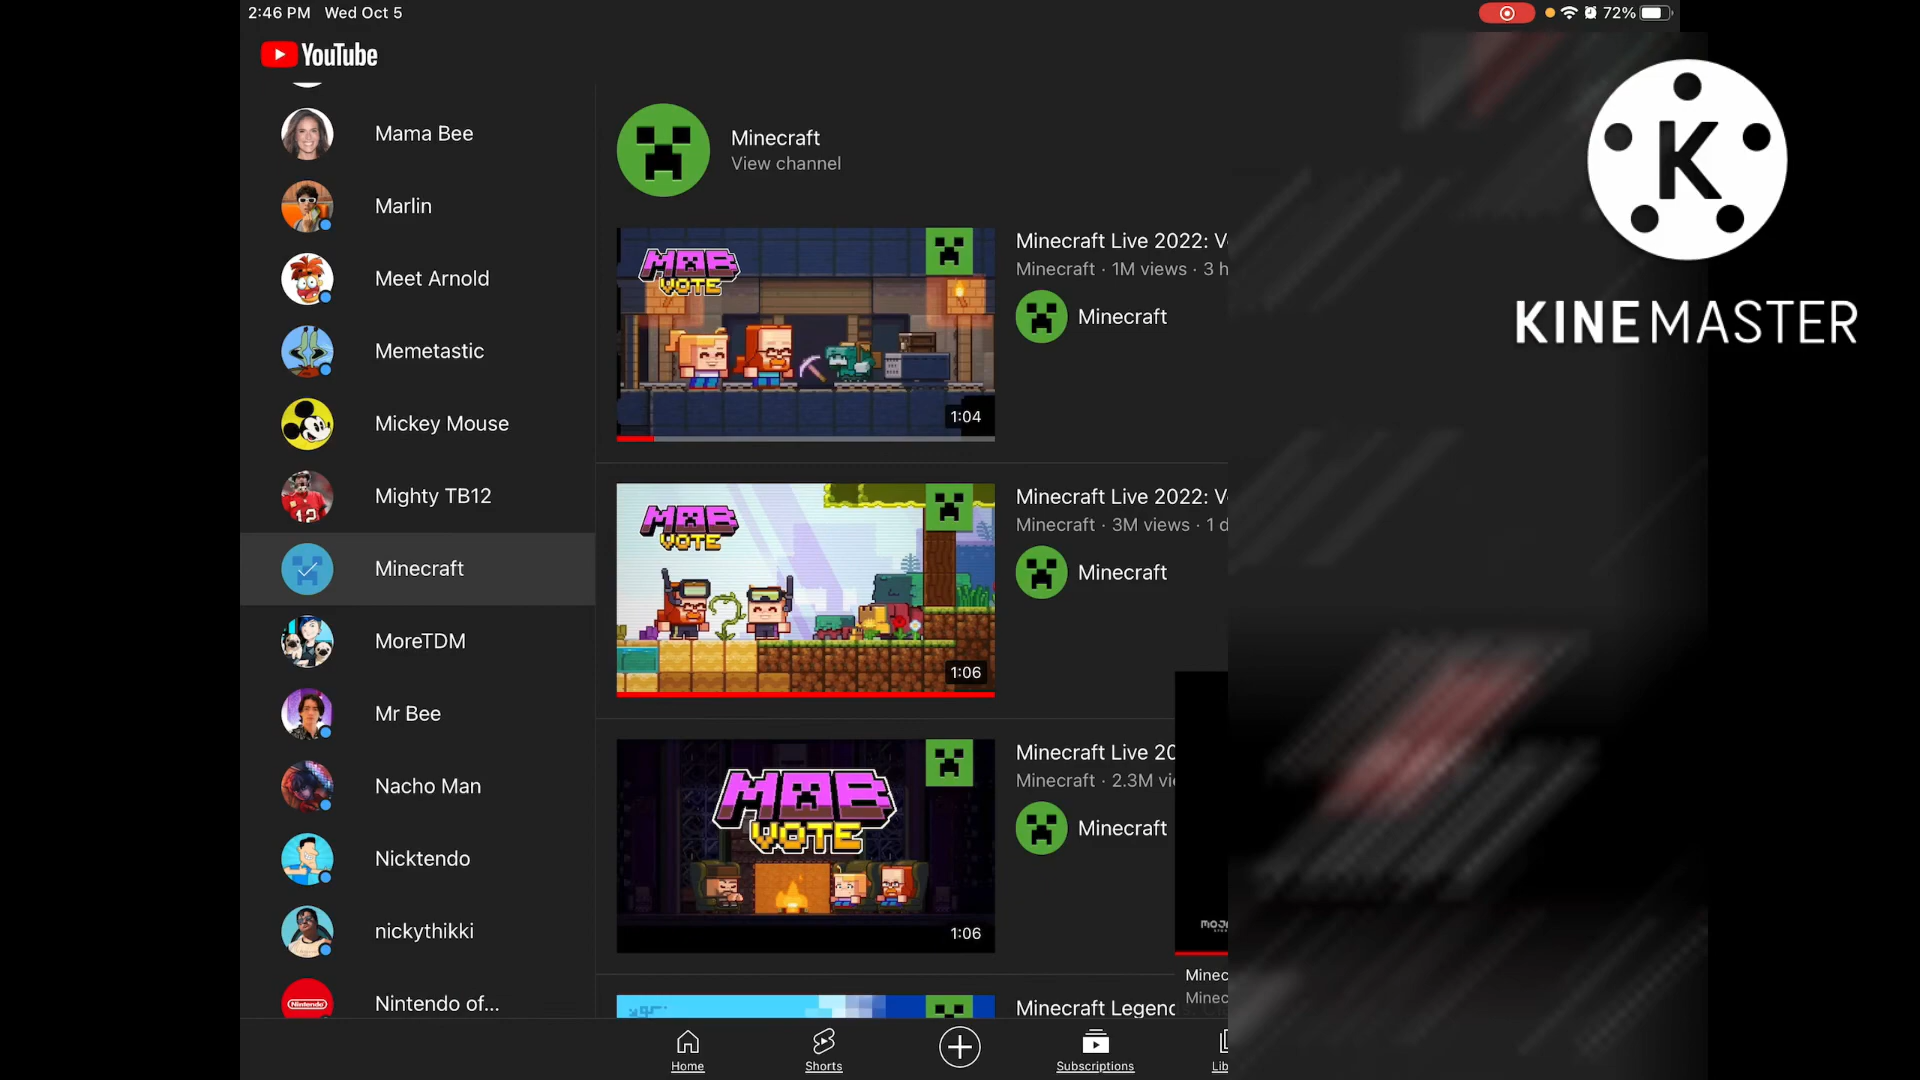 2:46 PM Wed Oct 5
72%
YouTube
Mama Bee
Marlin
Meet Arnold
Memetastic
Mickey Mouse
Mighty TB12
12
Minecraft
MoreTDM
Mr Bee
Nacho Man
Nicktendo
nickythikki
Nintendo
Nintendo of...
Minecraft
View channel
MOB VOTE
1:04
Minecraft Live 2022:
Minecraft · 1M views · 3
Minecraft
MOB VOTE
1:06
Minecraft Live 2022:
Minecraft · 3M views · 1
Minecraft
MOB VOTE
1:06
Minecraft Live 20
Minecraft · 2.3M
Minecraft
Minecraft Legend
Minec
Minec
Home
Shorts
Subscriptions
Lib
K
KINEMASTER